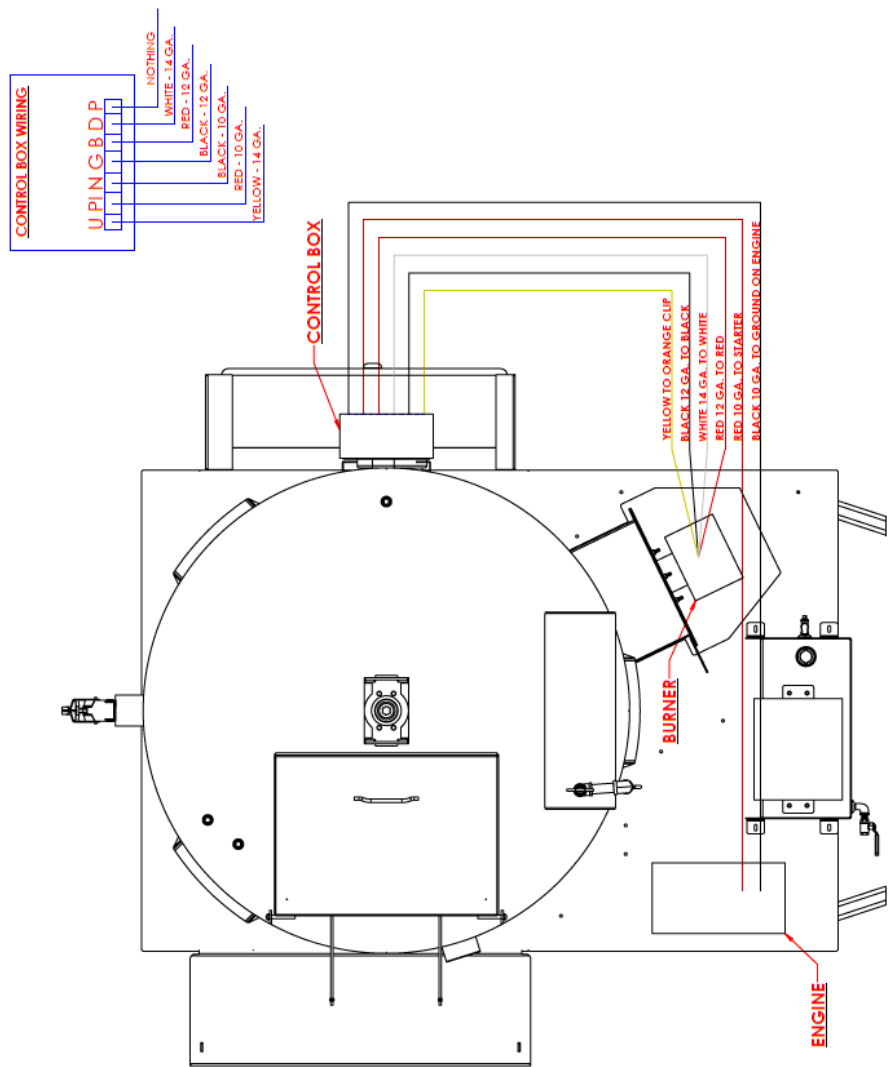 CONTROL BOX WIRING
U PI N G B D P
NOTHING
WHITE - 14 GA.
RED - 12 GA.
BLACK - 12 GA.
BLACK - 10 GA.
RED - 10 GA.
YELLOW - 14 GA.
CONTROL BOX
YELLOW TO ORANGE CLIP
BLACK 12 GA. TO BLACK
WHITE 14 GA. TO WHITE
RED 12 GA. TO RED
RED 10 GA. TO STARTER
BLACK 10 GA. TO GROUND ON ENGINE
BURNER
ENGINE